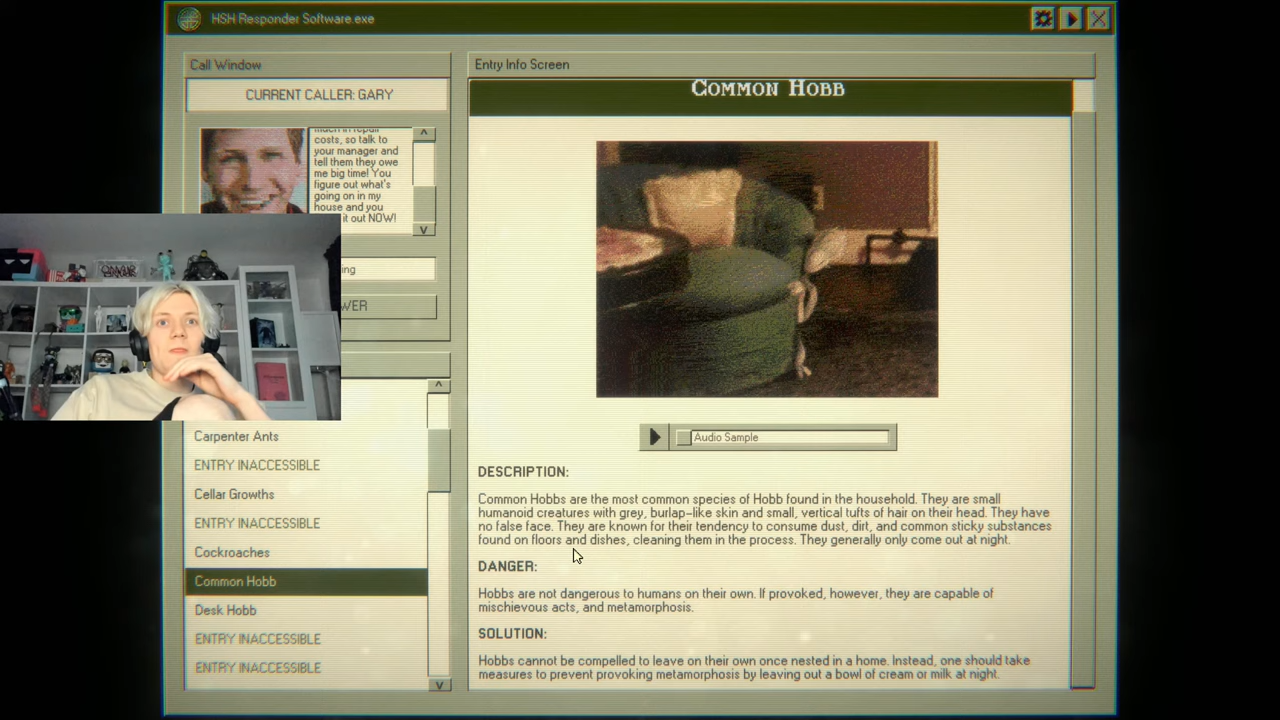 HSH Responder Software.exe
Call Window
CURRENT CALLER: GARY
much in repair
costs, so talk to
your manager and
tell them they owe
me big time! You
figure out what's
going on in my
house and you
it out NOW!
Carpenter Ants
ENTRY INACCESSIBLE
Cellar Growths
ENTRY INACCESSIBLE
Cockroaches
Common Hobb
Desk Hobb
ENTRY INACCESSIBLE
ENTRY INACCESSIBLE
Entry Info Screen
Common Hobb
Audio Sample
DESCRIPTION:
Common Hobbs are the most common species of Hobb found in the household. They are small
humanoid creatures with grey, burlap-like skin and small, vertical tufts of hair on their head. They have
no false face. They are known for their tendency to consume dust, dirt, and common sticky substances
found on floors and dishes, cleaning them in the process. They generally only come out at night.
DANGER:
Hobbs are not dangerous to humans on their own. If provoked, however, they are capable of
mischievous acts, and metamorphosis.
SOLUTION:
Hobbs cannot be compelled to leave on their own once nested in a home. Instead, one should take
measures to prevent provoking metamorphosis by leaving out a bowl of cream or milk at night.